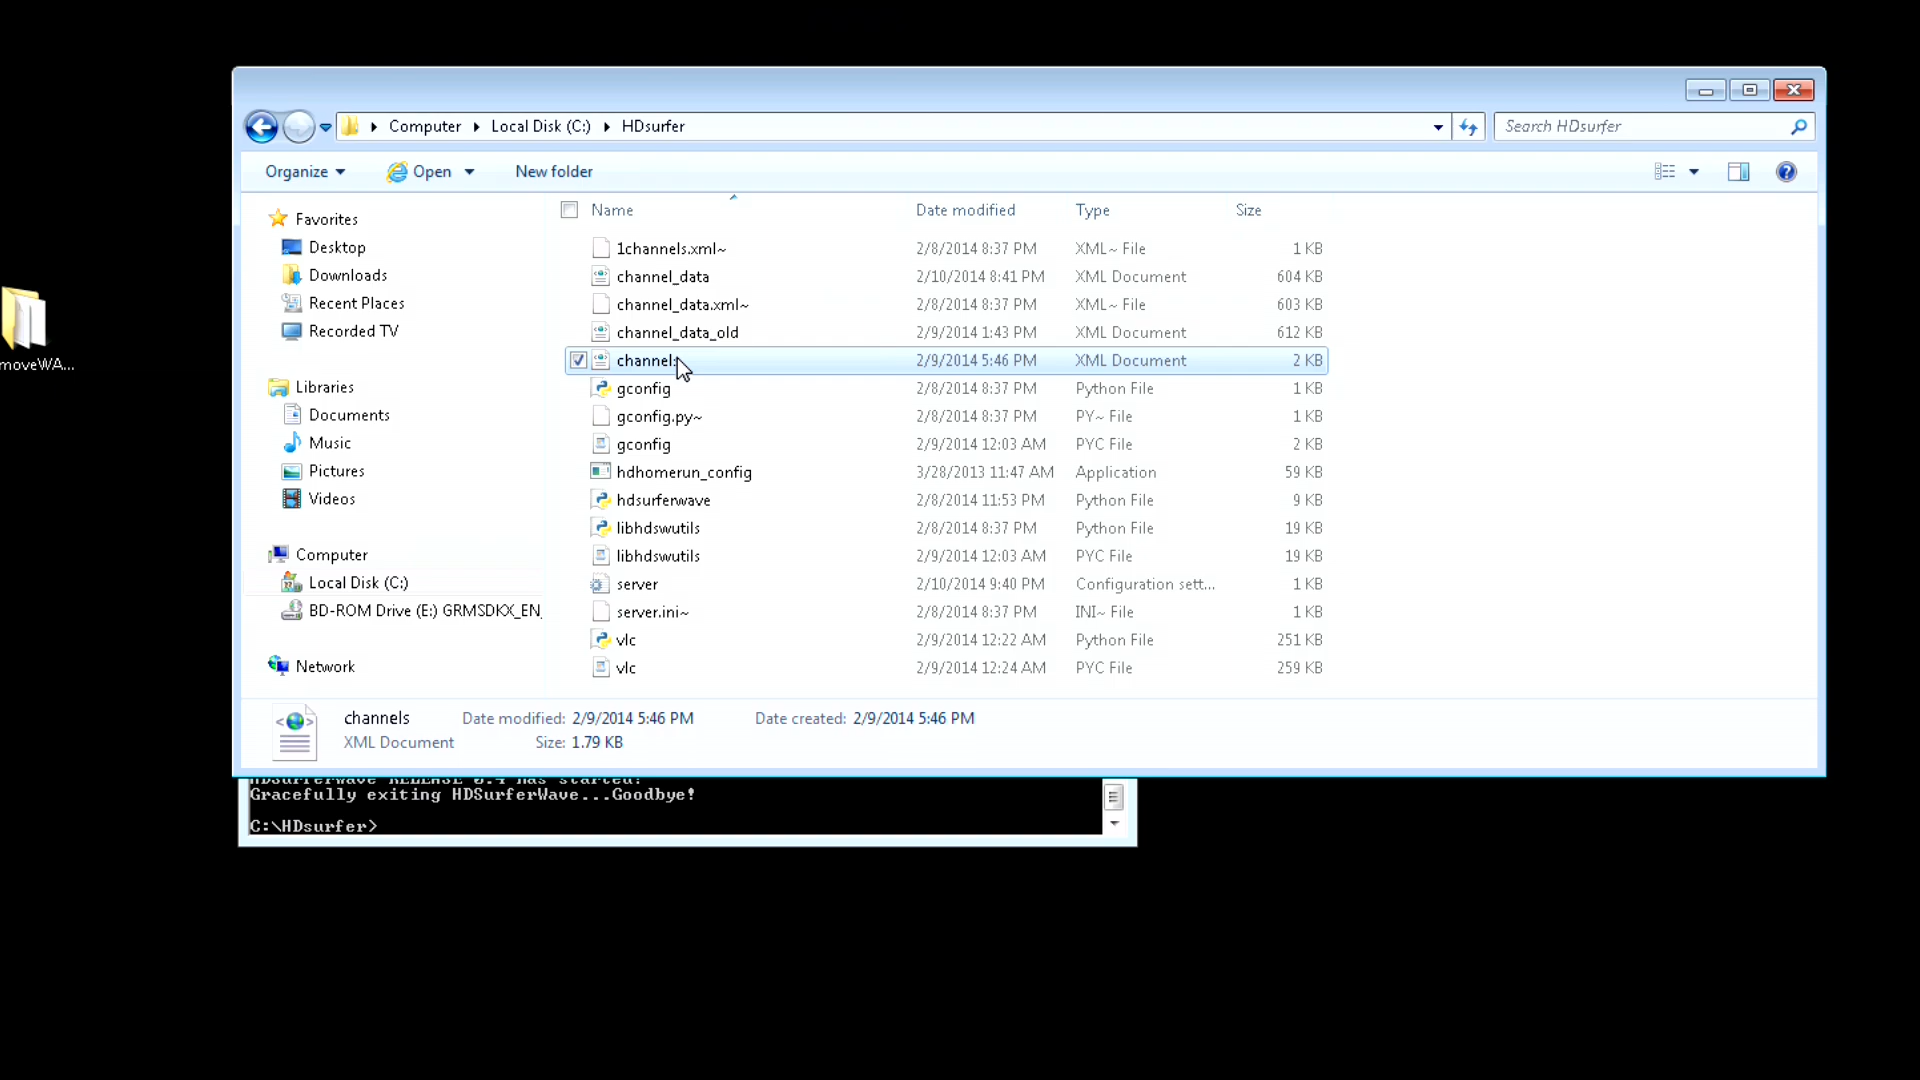 Computer Local Disk (C:) HDsurfer
Search HDsurfer
Organize Open New folder
Favorites
Desktop
Downloads
Recent Places
Recorded TV
Libraries
Documents
Music
Pictures
Videos
Computer
Local Disk (C:)
BD-ROM Drive (E:) GRMSDKX_EN_
Network
moveWA...
Name Date modified Type Size
1channels.xml~ 2/8/2014 8:37 PM XML~ File 1 KB
channel_data 2/10/2014 8:41 PM XML Document 604 KB
channel_data.xml~ 2/8/2014 8:37 PM XML~ File 603 KB
channel_data_old 2/9/2014 1:43 PM XML Document 612 KB
channels 2/9/2014 5:46 PM XML Document 2 KB
gconfig 2/8/2014 8:37 PM Python File 1 KB
gconfig.py~ 2/8/2014 8:37 PM PY~ File 1 KB
gconfig 2/9/2014 12:03 AM PYC File 2 KB
hdhomerun_config 3/28/2013 11:47 AM Application 59 KB
hdsurferwave 2/8/2014 11:53 PM Python File 9 KB
libhdswutils 2/8/2014 8:37 PM Python File 19 KB
libhdswutils 2/9/2014 12:03 AM PYC File 19 KB
server 2/10/2014 9:40 PM Configuration sett... 1 KB
server.ini~ 2/8/2014 8:37 PM INI~ File 1 KB
vlc 2/9/2014 12:22 AM Python File 251 KB
vlc 2/9/2014 12:24 AM PYC File 259 KB
channels Date modified: 2/9/2014 5:46 PM Date created: 2/9/2014 5:46 PM
XML Document Size: 1.79 KB
HDSurferWave RELEASE 0.4 has started!
Gracefully exiting HDSurferWave...Goodbye!
C:\HDsurfer>